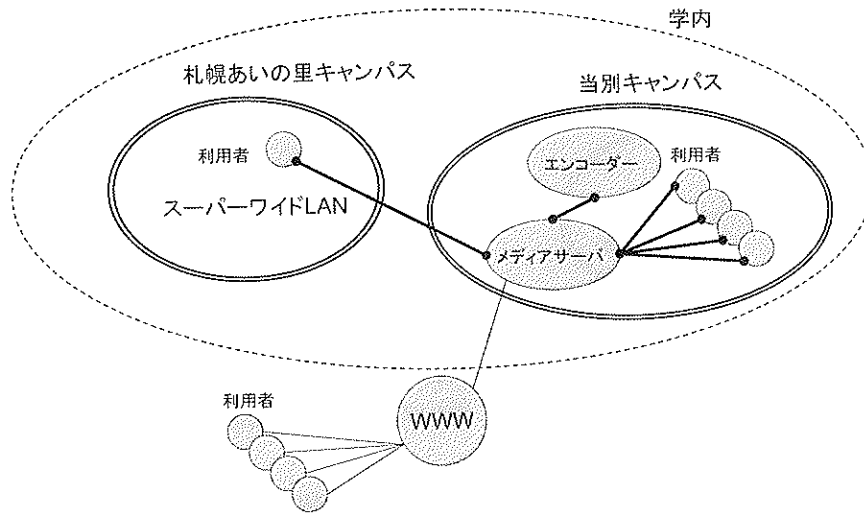 学内
札幌あいの里キャンパス
当別キャンパス
利用者
エンコーダー
利用者
スーパーワイドLAN
メディアサーバ
WWW
利用者